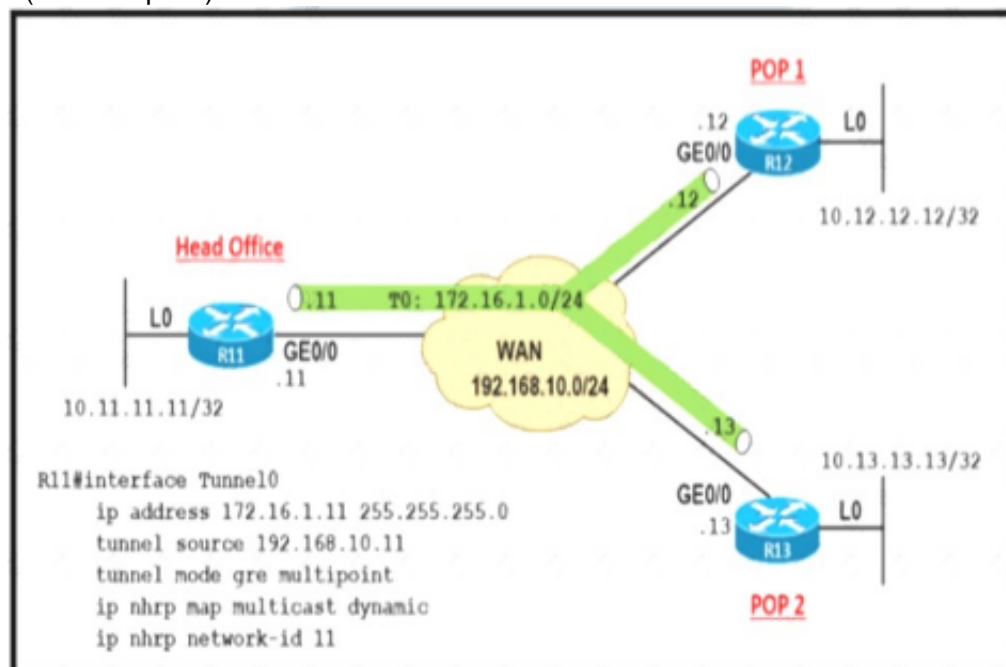 POP 1
.12
L0
GE0/0
R12
.12
10.12.12.12/32
Head Office
.11
T0: 172.16.1.0/24
L0
R11
GE0/0
.11
WAN
192.168.10.0/24
10.11.11.11/32
.13
10.13.13.13/32
R11#interface Tunnel0
ip address 172.16.1.11 255.255.255.0
tunnel source 192.168.10.11
tunnel mode gre multipoint
ip nhrp map multicast dynamic
ip nhrp network-id 11
GE0/0
.13
L0
R13
POP 2